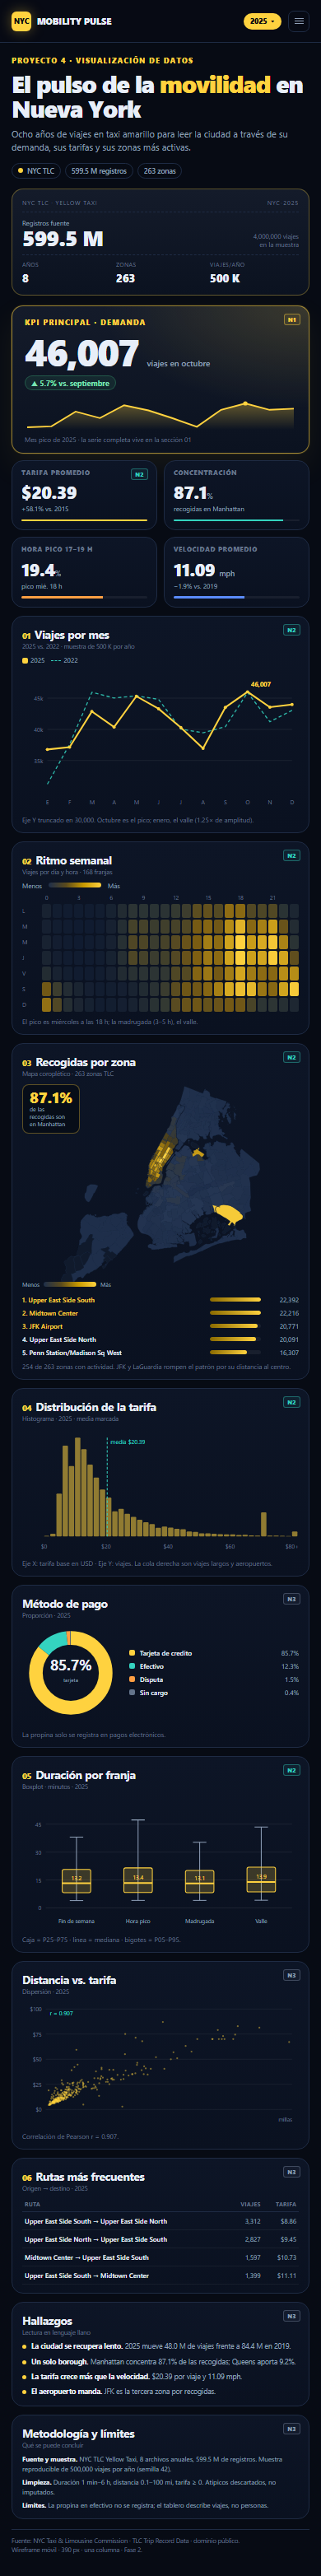 NYC MOBILITY PULSE
2025
PROYECTO 4 · VISUALIZACIÓN DE DATOS
El pulso de la movilidad en
Nueva York
Ocho años de viajes en taxi amarillo para leer la ciudad a través de su
demanda, sus tarifas y sus zonas más activas.
NYC TLC
599.5 M registros
263 zonas
NYC TLC · YELLOW TAXI
NYC·2025
Registros fuente
599.5 M
4,000,000 viajes
en la muestra
AÑOS
ZONAS
VIAJES/AÑO
8
263
500 K
KPI PRINCIPAL · DEMANDA
N1
46,007 viajes en octubre
▲ 5.7% vs. septiembre
Mes pico de 2025 · la serie completa vive en la sección 01
TARIFA PROMEDIO
N2
$20.39
+58.1% vs. 2015
CONCENTRACIÓN
87.1%
recogidas en Manhattan
HORA PICO 17–19 H
19.4%
pico mié. 18 h
VELOCIDAD PROMEDIO
11.09 mph
−1.9% vs. 2019
01 Viajes por mes
N2
2025 vs. 2022 · muestra de 500 K por año
2025
2022
46,007
45k
40k
35k
E F M A M J J A S O N D
Eje Y truncado en 30,000. Octubre es el pico; enero, el valle (1.25× de amplitud).
02 Ritmo semanal
N2
Viajes por día y hora · 168 franjas
Menos
Más
0 3 6 9 12 15 18 21
L
M
M
J
V
S
D
El pico es miércoles a las 18 h; la madrugada (3–5 h), el valle.
03 Recogidas por zona
N2
Mapa coroplético · 263 zonas TLC
87.1%
de las
recogidas son
en Manhattan
Menos
Más
1. Upper East Side South 22,392
2. Midtown Center 22,216
3. JFK Airport 20,771
4. Upper East Side North 20,091
5. Penn Station/Madison Sq West 16,307
254 de 263 zonas con actividad. JFK y LaGuardia rompen el patrón por su distancia al centro.
04 Distribución de la tarifa
N2
Histograma · 2025 · media marcada
media $20.39
$0 $20 $40 $60 $80+
Eje X: tarifa base en USD · Eje Y: viajes. La cola derecha son viajes largos y aeropuertos.
Método de pago
N3
Proporción · 2025
85.7%
tarjeta
Tarjeta de credito 85.7%
Efectivo 12.3%
Disputa 1.5%
Sin cargo 0.4%
La propina solo se registra en pagos electrónicos.
05 Duración por franja
N2
Boxplot · minutos · 2025
45
30
15
0
13.2
13.4
13.1
13.9
Fin de semana
Hora pico
Madrugada
Valle
Caja = P25–P75 · línea = mediana · bigotes = P05–P95.
Distancia vs. tarifa
N3
Dispersión · 2025
$100
r = 0.907
$75
$50
$25
$0
millas
Correlación de Pearson r = 0.907.
06 Rutas más frecuentes
N3
Origen → destino · 2025
RUTA VIAJES TARIFA
Upper East Side South → Upper East Side North 3,312 $8.86
Upper East Side North → Upper East Side South 2,827 $9.45
Midtown Center → Upper East Side South 1,597 $10.73
Upper East Side South → Midtown Center 1,399 $11.11
Hallazgos
N3
Lectura en lenguaje llano
La ciudad se recupera lento. 2025 mueve 48.0 M de viajes frente a 84.4 M en 2019.
Un solo borough. Manhattan concentra 87.1% de las recogidas; Queens aporta 9.2%.
La tarifa crece más que la velocidad. $20.39 por viaje y 11.09 mph.
El aeropuerto manda. JFK es la tercera zona por recogidas.
Metodología y límites
N3
Qué se puede concluir
Fuente y muestra. NYC TLC Yellow Taxi, 8 archivos anuales, 599.5 M de registros. Muestra
reproducible de 500,000 viajes por año (semilla 42).
Limpieza. Duración 1 min–6 h, distancia 0.1–100 mi, tarifa ≥ 0. Atípicos descartados, no
imputados.
Límites. La propina en efectivo no se registra; el tablero describe viajes, no personas.
Fuente: NYC Taxi & Limousine Commission · TLC Trip Record Data · dominio público.
Wireframe móvil · 390 px · una columna · Fase 2.